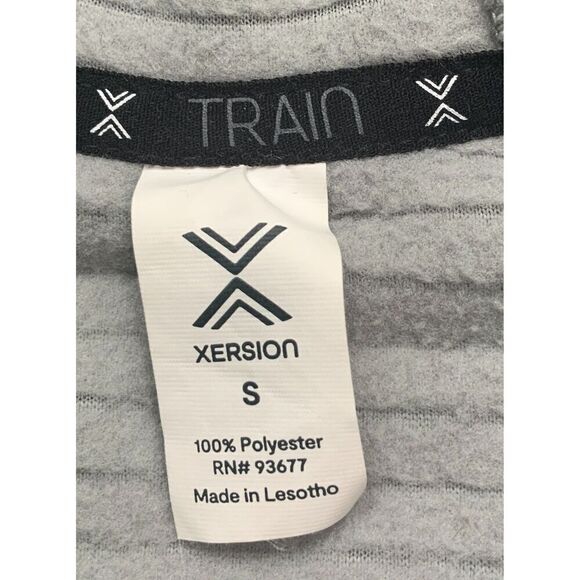 TRAIN
XERSION
S
100% Polyester
RN# 93677
Made in Lesotho